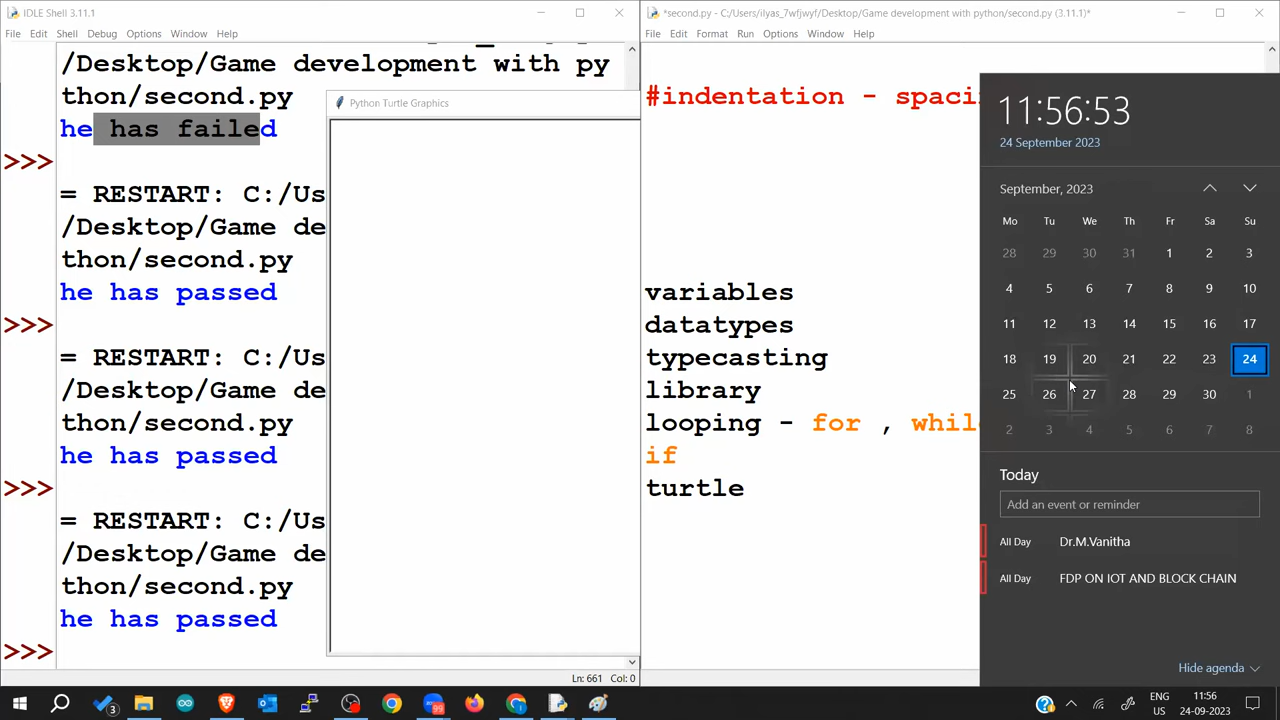 IDLE Shell 3.11.1
File Edit Shell Debug Options Window Help
/Desktop/Game development with py
thon/second.py
he has failed
>>>
= RESTART: C:/Us
/Desktop/Game de
thon/second.py
he has passed
>>>
= RESTART: C:/Us
/Desktop/Game de
thon/second.py
he has passed
>>>
= RESTART: C:/Us
/Desktop/Game de
thon/second.py
he has passed
>>>
Ln: 661 Col: 0
Python Turtle Graphics
*second.py - C:/Users/ilyas_7wfjwyf/Desktop/Game development with python/second.py (3.11.1)*
File Edit Format Run Options Window Help
#indentation - spacin
variables
datatypes
typecasting
library
looping - for , while
if
turtle
11:56:53
24 September 2023
September, 2023
Mo Tu We Th Fr Sa Su
28 29 30 31 1 2 3
4 5 6 7 8 9 10
11 12 13 14 15 16 17
18 19 20 21 22 23 24
25 26 27 28 29 30 1
2 3 4 5 6 7 8
Today
Add an event or reminder
All Day Dr.M.Vanitha
All Day FDP ON IOT AND BLOCK CHAIN
Hide agenda
3
99
ENG
US
11:56
24-09-2023